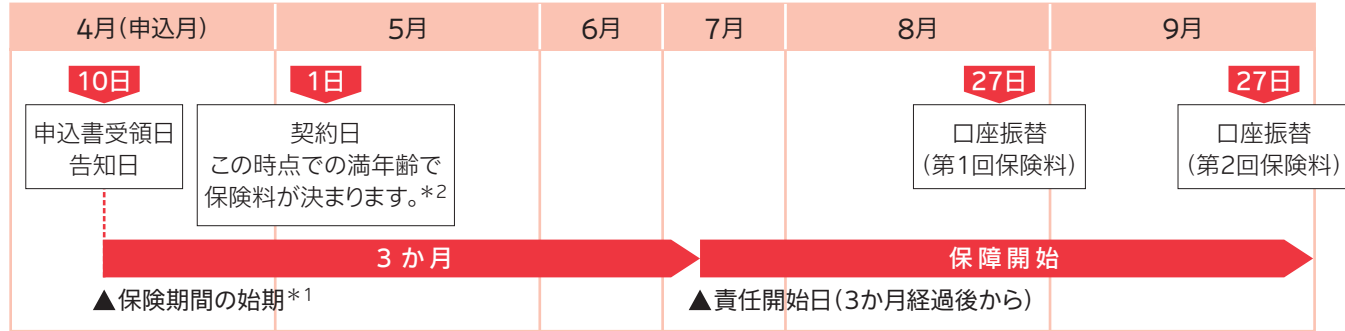 4月(申込月)
5月
6月
7月
8月
9月
10日
1日
27日
27日
申込書受領日
告知日
契約日
この時点での満年齢で
保険料が決まります。*2
口座振替
(第1回保険料)
口座振替
(第2回保険料)
3か月
保障開始
▲保険期間の始期*1
▲責任開始日(3か月経過後から)